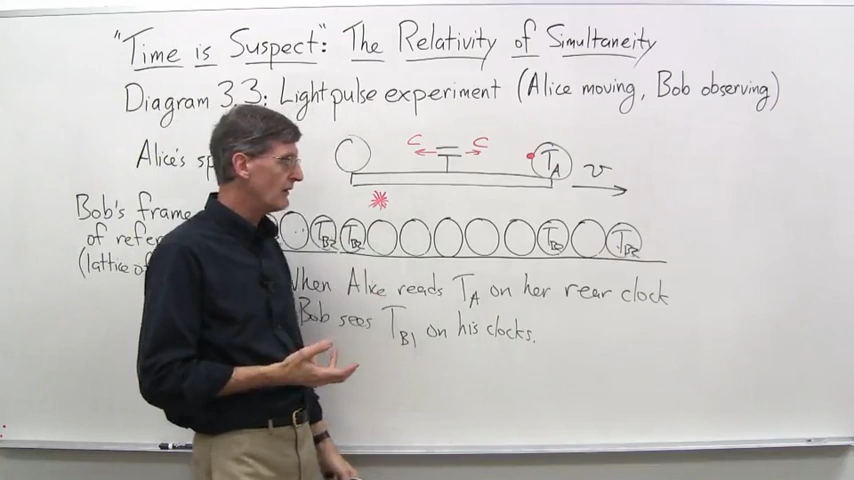 "Time is Suspect": The Relativity of Simultaneity
Diagram 3.3: Light pulse experiment (Alice moving, Bob observing)
Alice's
C C
TA v
Bob's frame
of
(lattice
TB2 TB2 TB2 TB2
When Alice reads TA on her rear clock
Bob sees TB1 on his clocks.